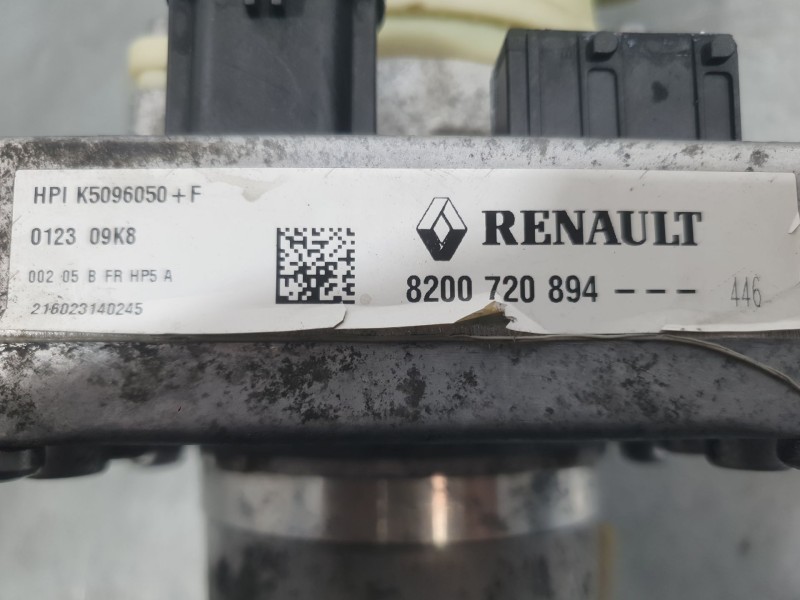 HPI K5096050+F
0123 09K8
002 05 B FR HP5 A
216023140245
RENAULT
8200 720 894 --- 446